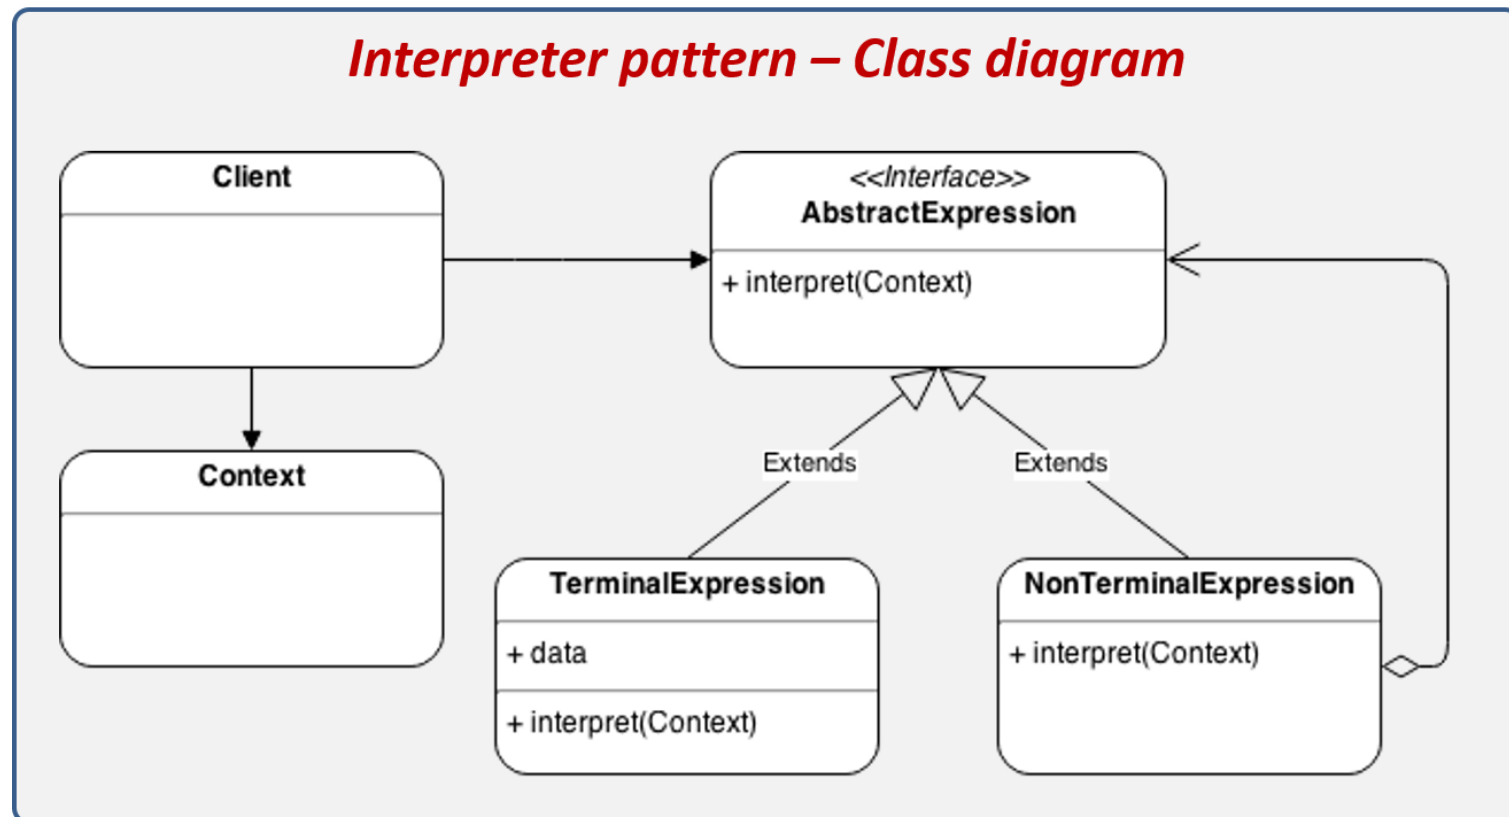 Interpreter pattern – Class diagram
Client
<<Interface>>
AbstractExpression
+ interpret(Context)
Context
Extends
Extends
TerminalExpression
+ data
+ interpret(Context)
NonTerminalExpression
+ interpret(Context)